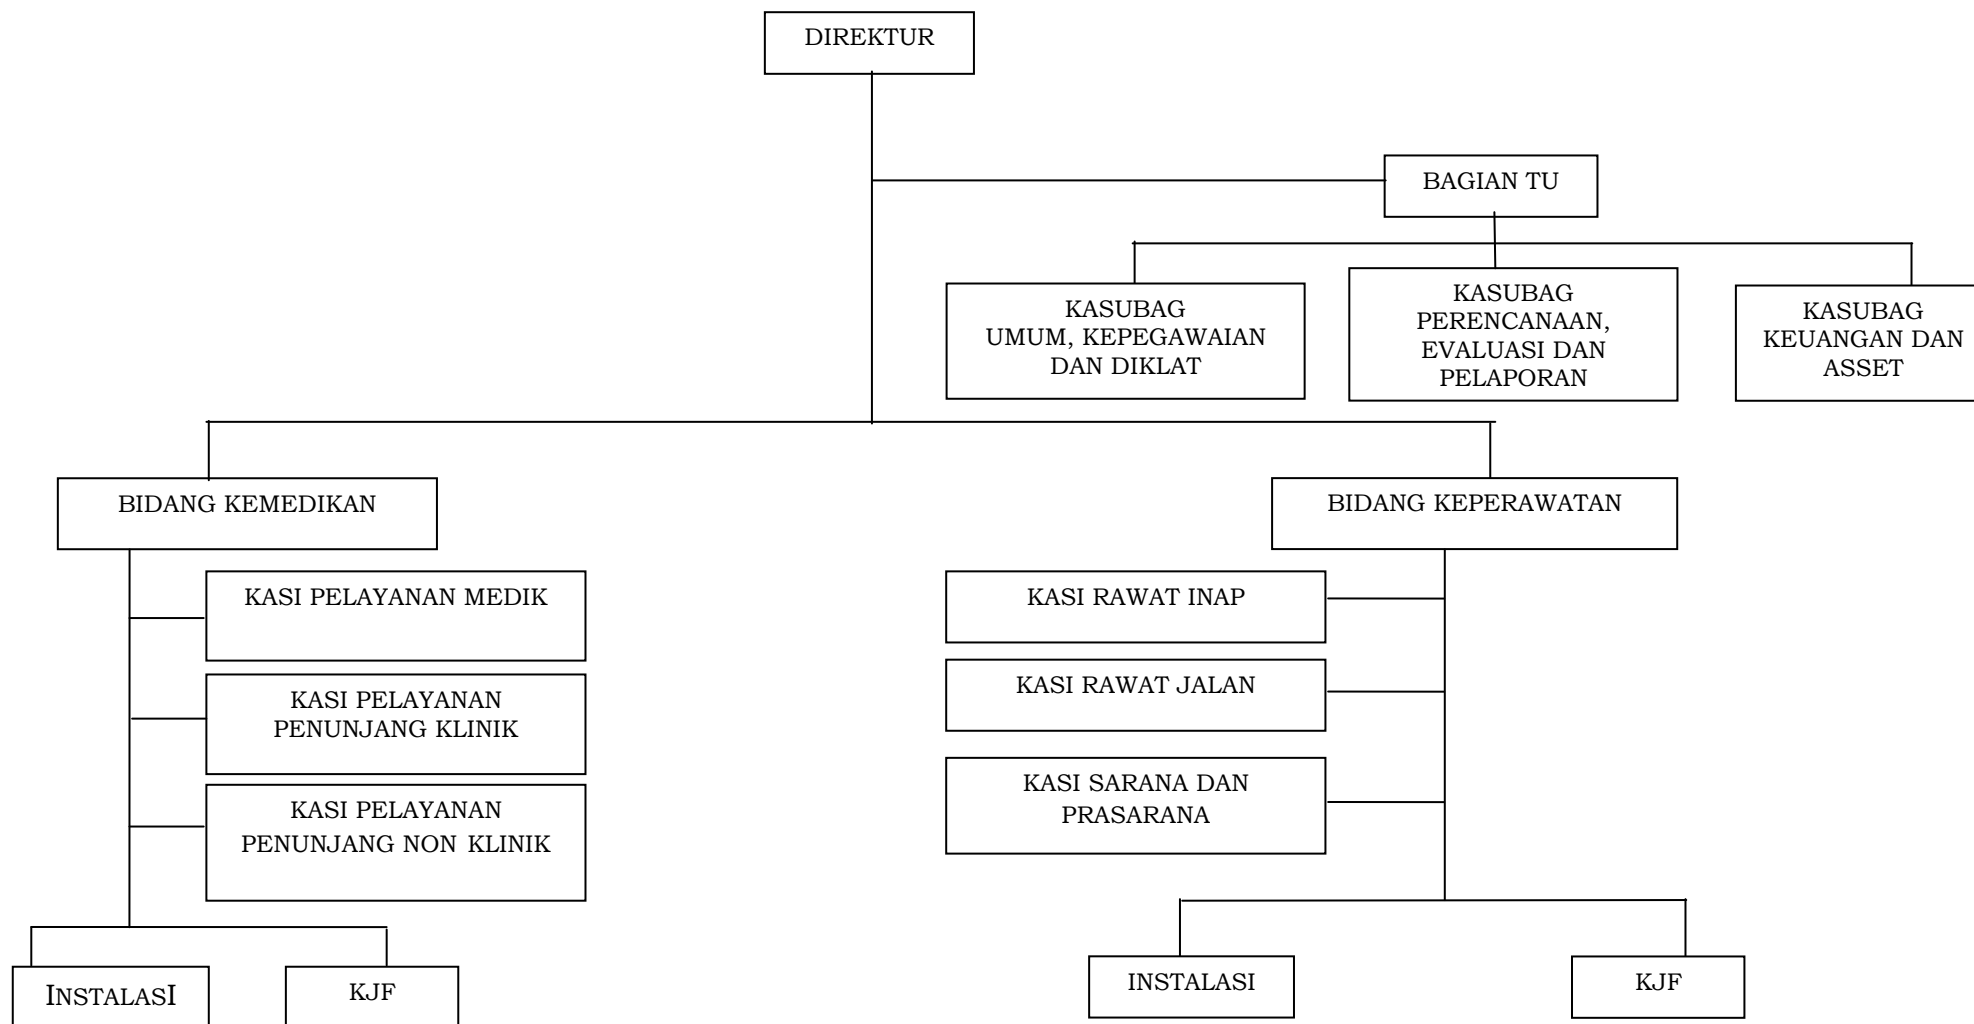 DIREKTUR
BAGIAN TU
KASUBAG
UMUM, KEPEGAWAIAN
DAN DIKLAT
KASUBAG
PERENCANAAN,
EVALUASI DAN
PELAPORAN
KASUBAG
KEUANGAN DAN
ASSET
BIDANG KEMEDIKAN
BIDANG KEPERAWATAN
KASI PELAYANAN MEDIK
KASI PELAYANAN
PENUNJANG KLINIK
KASI PELAYANAN
PENUNJANG NON KLINIK
KASI RAWAT INAP
KASI RAWAT JALAN
KASI SARANA DAN
PRASARANA
INSTALASI
KJF
INSTALASI
KJF